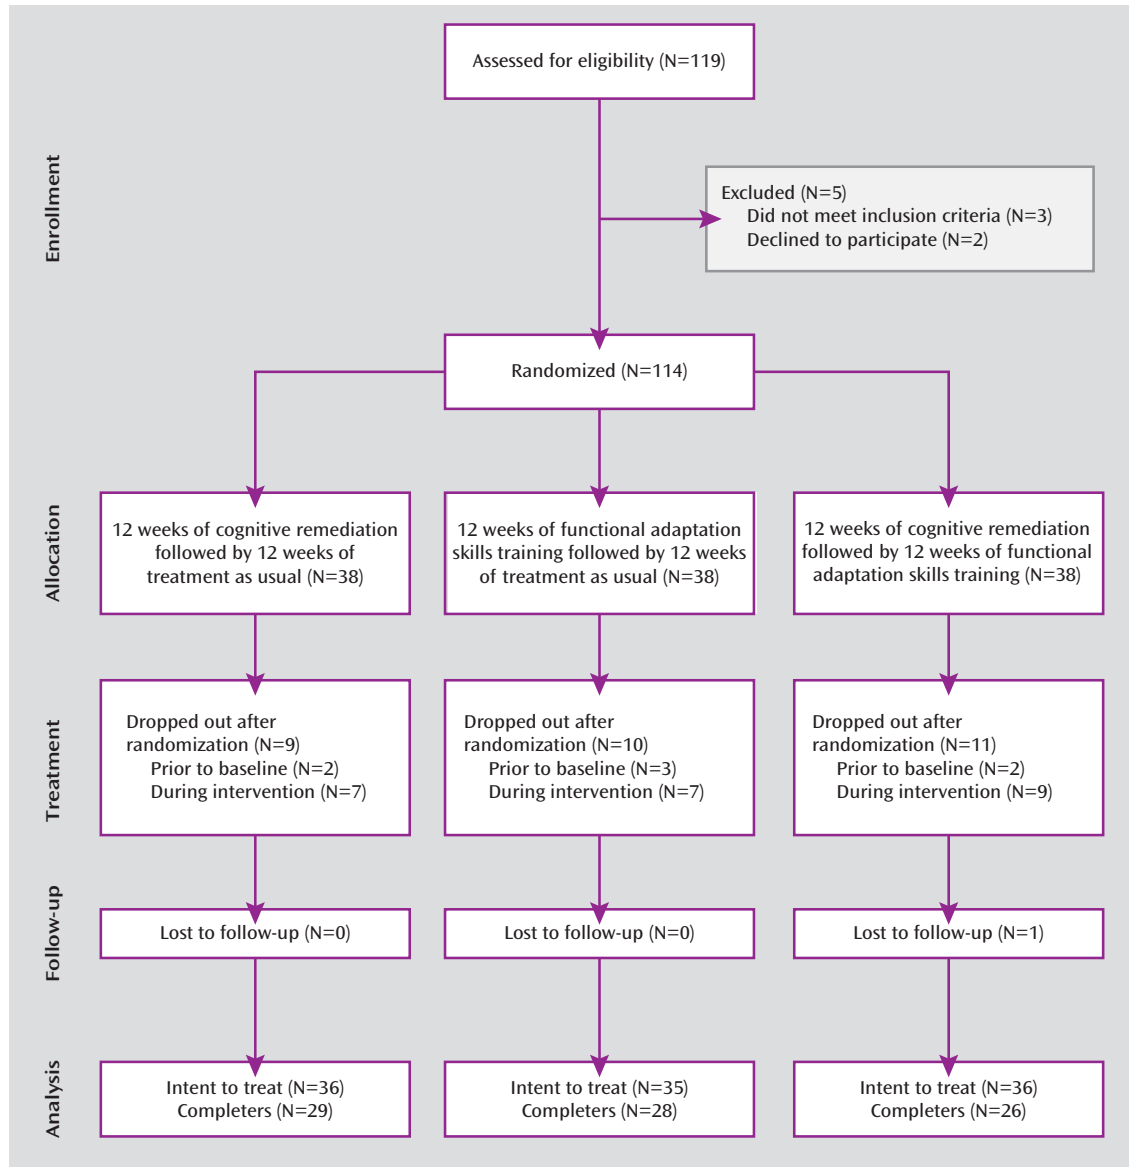 Assessed for eligibility (N=119)
Enrollment
Excluded (N=5)
Did not meet inclusion criteria (N=3)
Declined to participate (N=2)
Randomized (N=114)
Allocation
12 weeks of cognitive remediation
followed by 12 weeks of
treatment as usual (N=38)
12 weeks of functional adaptation
skills training followed by 12 weeks
of treatment as usual (N=38)
12 weeks of cognitive remediation
followed by 12 weeks of functional
adaptation skills training (N=38)
Treatment
Dropped out after
randomization (N=9)
Prior to baseline (N=2)
During intervention (N=7)
Dropped out after
randomization (N=10)
Prior to baseline (N=3)
During intervention (N=7)
Dropped out after
randomization (N=11)
Prior to baseline (N=2)
During intervention (N=9)
Follow-up
Lost to follow-up (N=0)
Lost to follow-up (N=0)
Lost to follow-up (N=1)
Analysis
Intent to treat (N=36)
Completers (N=29)
Intent to treat (N=35)
Completers (N=28)
Intent to treat (N=36)
Completers (N=26)